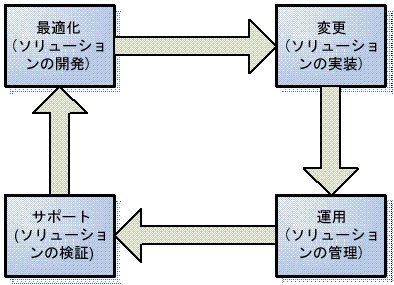 最適化
（ソリューショ
ンの開発）
変更
（ソリューショ
ンの実装）
サポート
(ソリューショ
ンの検証)
運用
（ソリューショ
ンの管理）